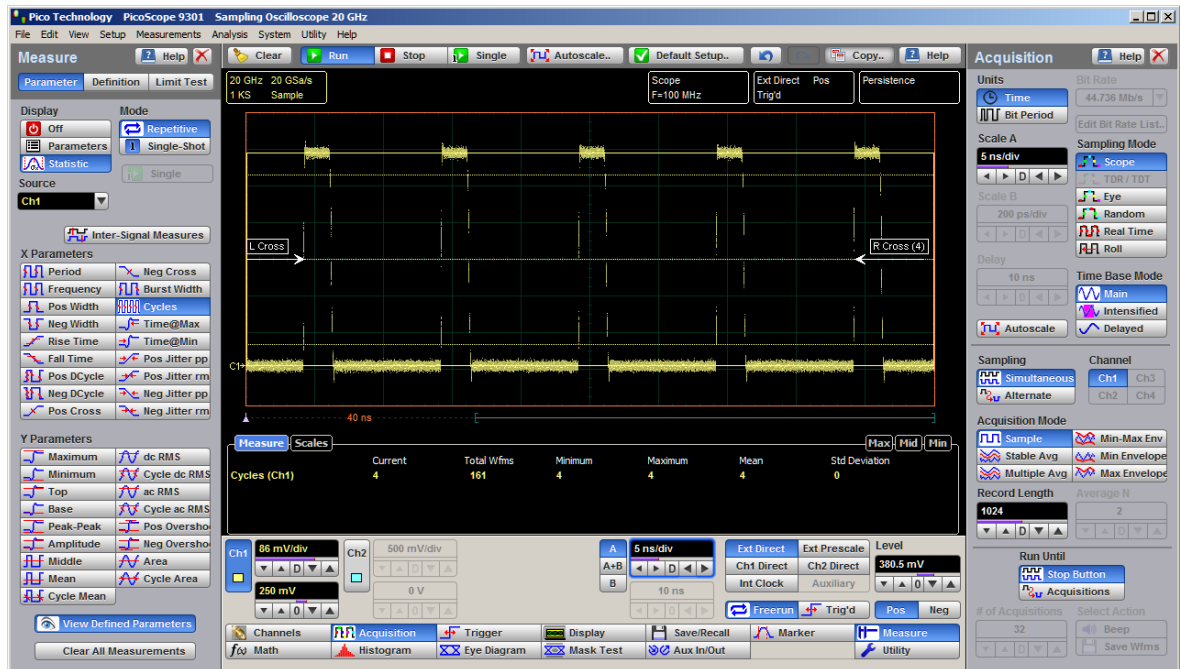 Pico Technology PicoScope 9301 Sampling Oscilloscope 20 GHz
File Edit View Setup Measurements Analysis System Utility Help
Measure Help
Parameter Definition Limit Test
Display Mode
Off Repetitive
Parameters Single-Shot
Statistic
Single
Source
Ch1
Inter-Signal Measures
X Parameters
Period Neg Cross
Frequency Burst Width
Pos Width Cycles
Neg Width Time@Max
Rise Time Time@Min
Fall Time Pos Jitter pp
Pos DCycle Pos Jitter rm
Neg DCycle Neg Jitter pp
Pos Cross Neg Jitter rm
Y Parameters
Maximum dc RMS
Minimum Cycle dc RMS
Top ac RMS
Base Cycle ac RMS
Peak-Peak Pos Oversho
Amplitude Neg Oversho
Middle Area
Mean Cycle Area
Cycle Mean
View Defined Parameters
Clear All Measurements
Clear Run Stop Single Autoscale.. Default Setup.. Copy.. Help
20 GHz 20 GSa/s
1 KS Sample
Scope
F=100 MHz
Ext Direct Pos
Trig'd
Persistence
L Cross
R Cross (4)
C1
40 ns
Measure Scales Max Mid Min
Current Total Wfms Minimum Maximum Mean Std Deviation
Cycles (Ch1) 4 161 4 4 4 0
Ch1 86 mV/div
D
250 mV
0
Ch2 500 mV/div
D
0 V
0
A 5 ns/div
A+B D
B 10 ns
0
Ext Direct Ext Prescale
Ch1 Direct Ch2 Direct
Int Clock Auxiliary
Freerun Trig'd
Level
380.5 mV
0
Pos Neg
Channels Acquisition Trigger Display Save/Recall Marker Measure
f(x) Math Histogram Eye Diagram Mask Test Aux In/Out Utility
Acquisition Help
Units
Time
Bit Period
Bit Rate
44.736 Mb/s
Edit Bit Rate List..
Scale A
5 ns/div
D
Scale B
200 ps/div
D
Delay
10 ns
0
Autoscale
Sampling Mode
Scope
TDR / TDT
Eye
Random
Real Time
Roll
Time Base Mode
Main
Intensified
Delayed
Sampling Channel
Simultaneous Ch1 Ch3
Alternate Ch2 Ch4
Acquisition Mode
Sample Min-Max Env
Stable Avg Min Envelope
Multiple Avg Max Envelope
Record Length Average N
1024 2
D D
Run Until
Stop Button
Acquisitions
# of Acquisitions Select Action
32 Beep
D Save Wfms